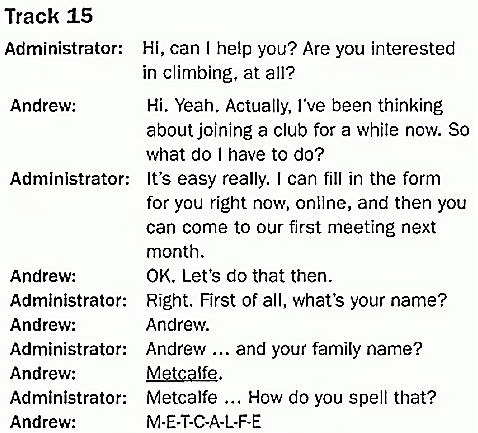 Track 15
Administrator: Hi, can I help you? Are you interested
in climbing, at all?
Andrew: Hi. Yeah. Actually, I've been thinking
about joining a club for a while now. So
what do I have to do?
Administrator: It's easy really. I can fill in the form
for you right now, online, and then you
can come to our first meeting next
month.
Andrew: OK. Let's do that then.
Administrator: Right. First of all, what's your name?
Andrew: Andrew.
Administrator: Andrew ... and your family name?
Andrew: Metcalfe.
Administrator: Metcalfe ... How do you spell that?
Andrew: M-E-T-C-A-L-F-E